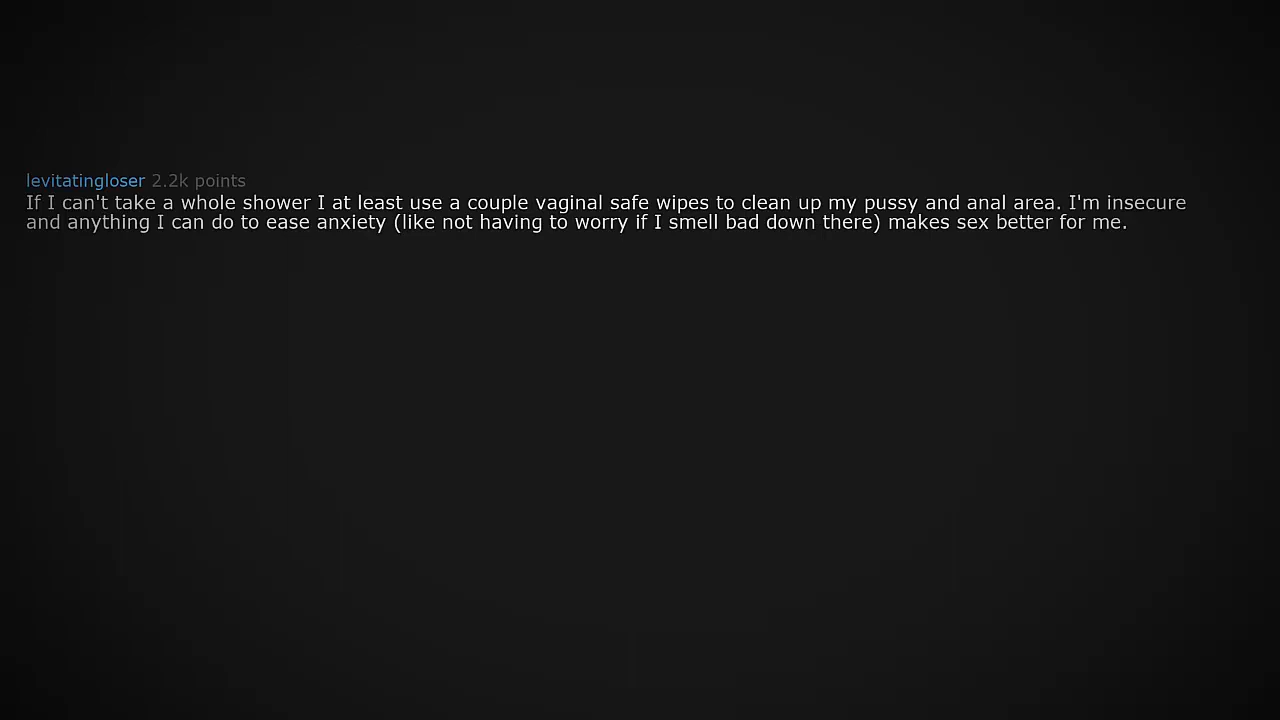 levitatingloser 2.2k points
If I can't take a whole shower I at least use a couple vaginal safe wipes to clean up my pussy and anal area. I'm insecure
and anything I can do to ease anxiety (like not having to worry if I smell bad down there) makes sex better for me.